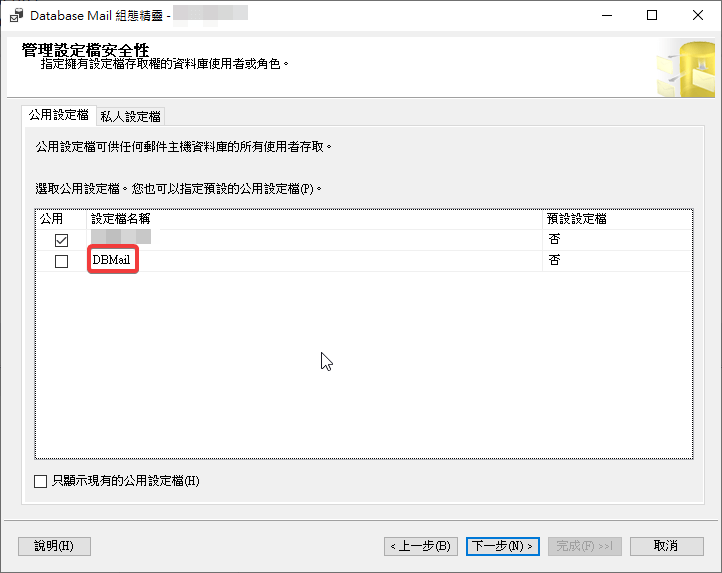 Database Mail 組態精靈 -
管理設定檔安全性
指定擁有設定檔存取權的資料庫使用者或角色。
公用設定檔 私人設定檔
公用設定檔可供任何郵件主機資料庫的所有使用者存取。
選取公用設定檔。您也可以指定預設的公用設定檔(P)。
公用 設定檔名稱 預設設定檔
否
DBMail 否
只顯示現有的公用設定檔(H)
說明(H) < 上一步(B) 下一步(N) > 完成(F) >>| 取消